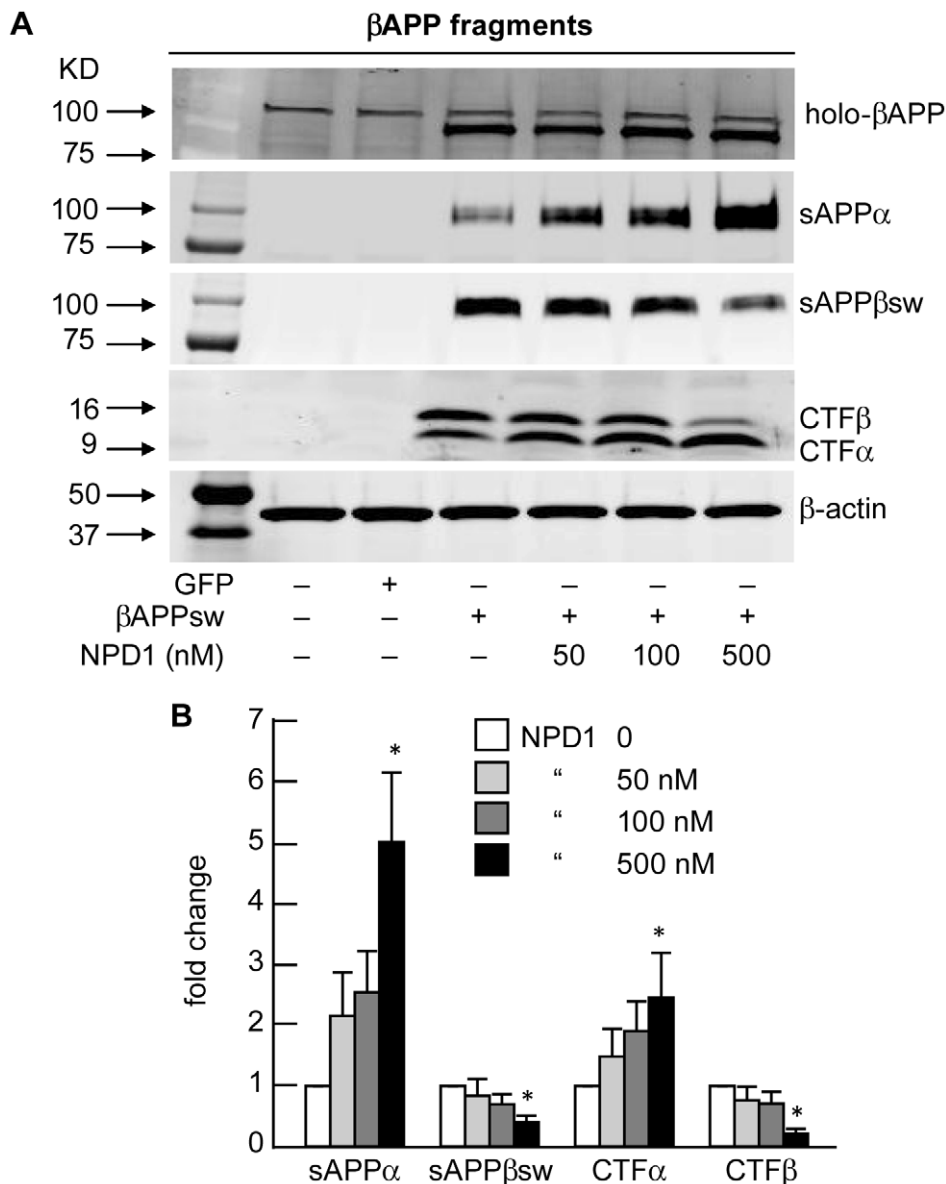 A
βAPP fragments
KD
100
75
holo-βAPP
100
75
sAPPα
100
75
sAPPβsw
16
9
CTFβ
CTFα
50
37
β-actin
GFP – + – – – –
βAPPsw – – + + + +
NPD1 (nM) – – – 50 100 500
B
fold change
7
6
5
4
3
2
1
0
NPD1 0
“ 50 nM
“ 100 nM
“ 500 nM
*
*
*
*
sAPPα sAPPβsw CTFα CTFβ